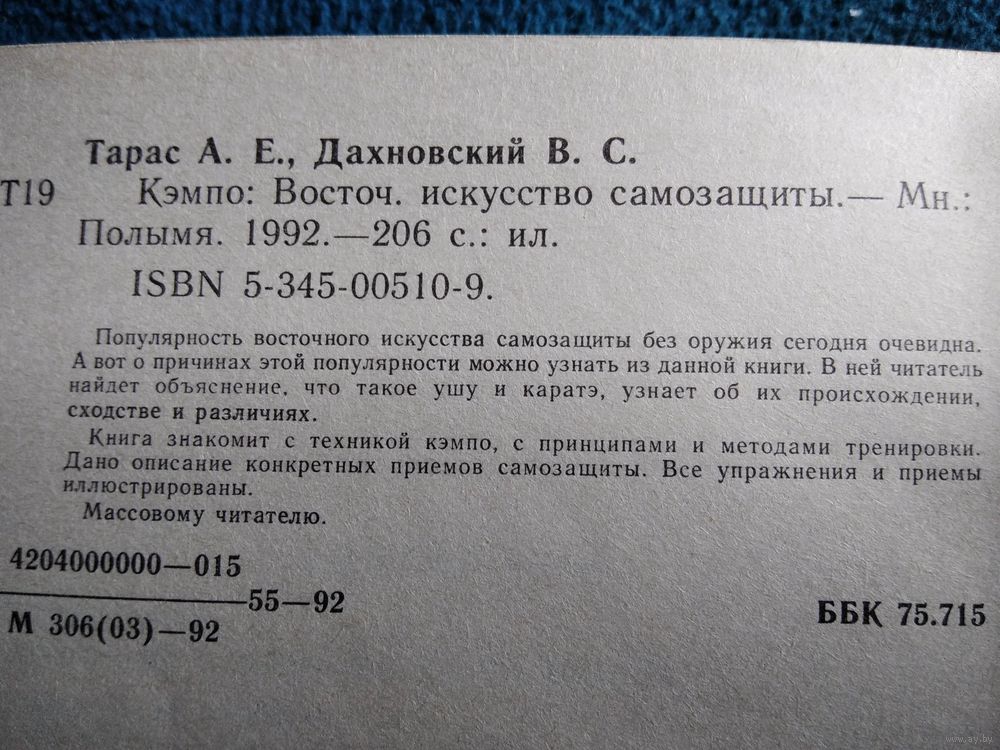 Тарас А. Е., Дахновский В. С.
Т19 Кэмпо: Восточ. искусство самозащиты.— Мн.:
Полымя. 1992.—206 с.: ил.
ISBN 5-345-00510-9.
Популярность восточного искусства самозащиты без оружия сегодня очевидна.
А вот о причинах этой популярности можно узнать из данной книги. В ней читатель
найдет объяснение, что такое ушу и каратэ, узнает об их происхождении,
сходстве и различиях.
Книга знакомит с техникой кэмпо, с принципами и методами тренировки.
Дано описание конкретных приемов самозащиты. Все упражнения и приемы
иллюстрированы.
Массовому читателю.
4204000000—015
55—92
М 306(03)—92
ББК 75.715
www.ay.by